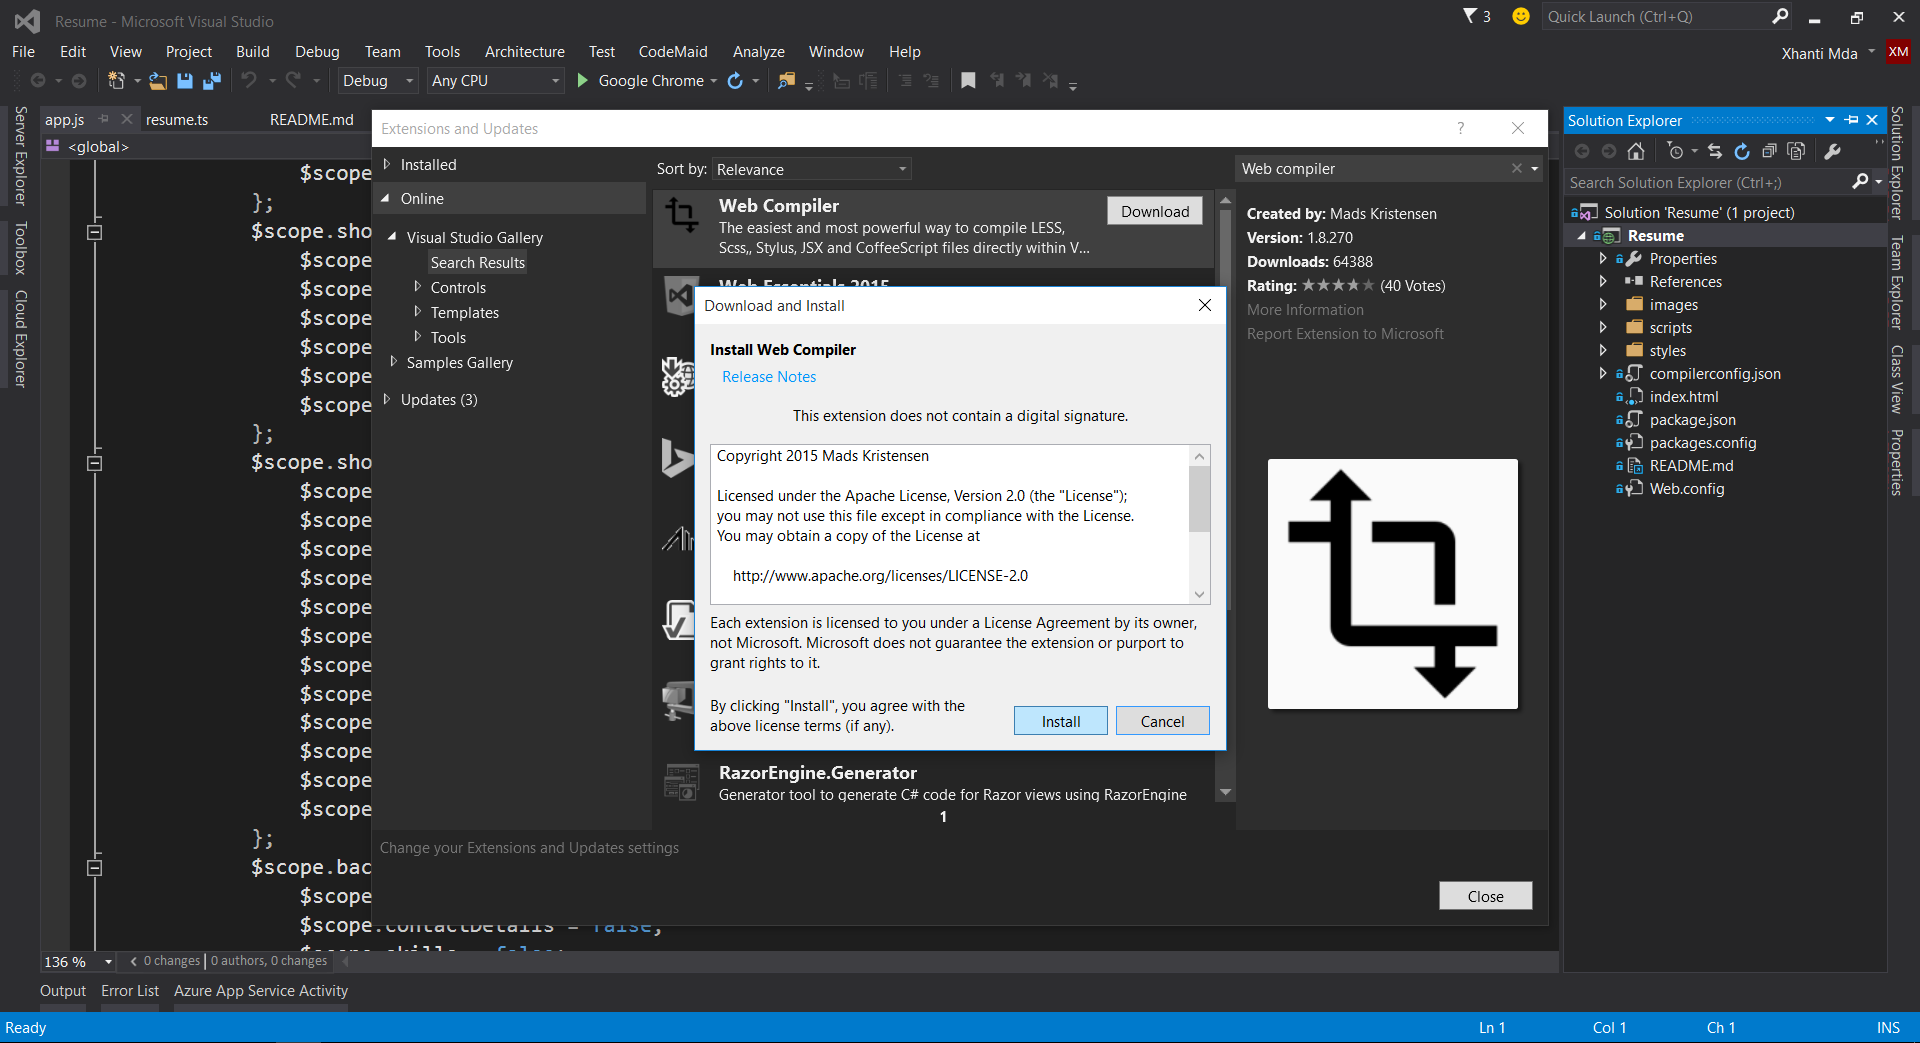 Resume - Microsoft Visual Studio
3
Quick Launch (Ctrl+Q)
File Edit View Project Build Debug Team Tools Architecture Test CodeMaid Analyze Window Help
Xhanti Mda
XM
Debug Any CPU Google Chrome
Server Explorer
Toolbox
Cloud Explorer
app.js resume.ts README.md
<global>
$scope
};
$scope.sho
$scope
$scope
$scope
$scope
$scope
$scope
};
$scope.sho
$scope
$scope
$scope
$scope
$scope
$scope
$scope
$scope
$scope
$scope
$scope
$scope
};
$scope.bac
$scope
$scope.contactDetails = false;
136 %
0 changes | 0 authors, 0 changes
Extensions and Updates
?
Installed
Online
Visual Studio Gallery
Search Results
Controls
Templates
Tools
Samples Gallery
Updates (3)
Sort by: Relevance
Web Compiler
Download
The easiest and most powerful way to compile LESS,
Scss,, Stylus, JSX and CoffeeScript files directly within V...
Web Essentials 2015
RazorEngine.Generator
Generator tool to generate C# code for Razor views using RazorEngine
1
Web compiler
Created by: Mads Kristensen
Version: 1.8.270
Downloads: 64388
Rating: (40 Votes)
More Information
Report Extension to Microsoft
Change your Extensions and Updates settings
Close
Download and Install
Install Web Compiler
Release Notes
This extension does not contain a digital signature.
Copyright 2015 Mads Kristensen
Licensed under the Apache License, Version 2.0 (the "License");
you may not use this file except in compliance with the License.
You may obtain a copy of the License at
http://www.apache.org/licenses/LICENSE-2.0
Each extension is licensed to you under a License Agreement by its owner,
not Microsoft. Microsoft does not guarantee the extension or purport to
grant rights to it.
By clicking "Install", you agree with the
above license terms (if any).
Install
Cancel
Solution Explorer
Search Solution Explorer (Ctrl+;)
Solution 'Resume' (1 project)
Resume
Properties
References
images
scripts
styles
compilerconfig.json
index.html
package.json
packages.config
README.md
Web.config
Solution Explorer
Team Explorer
Class View
Properties
Output Error List Azure App Service Activity
Ready
Ln 1 Col 1 Ch 1 INS